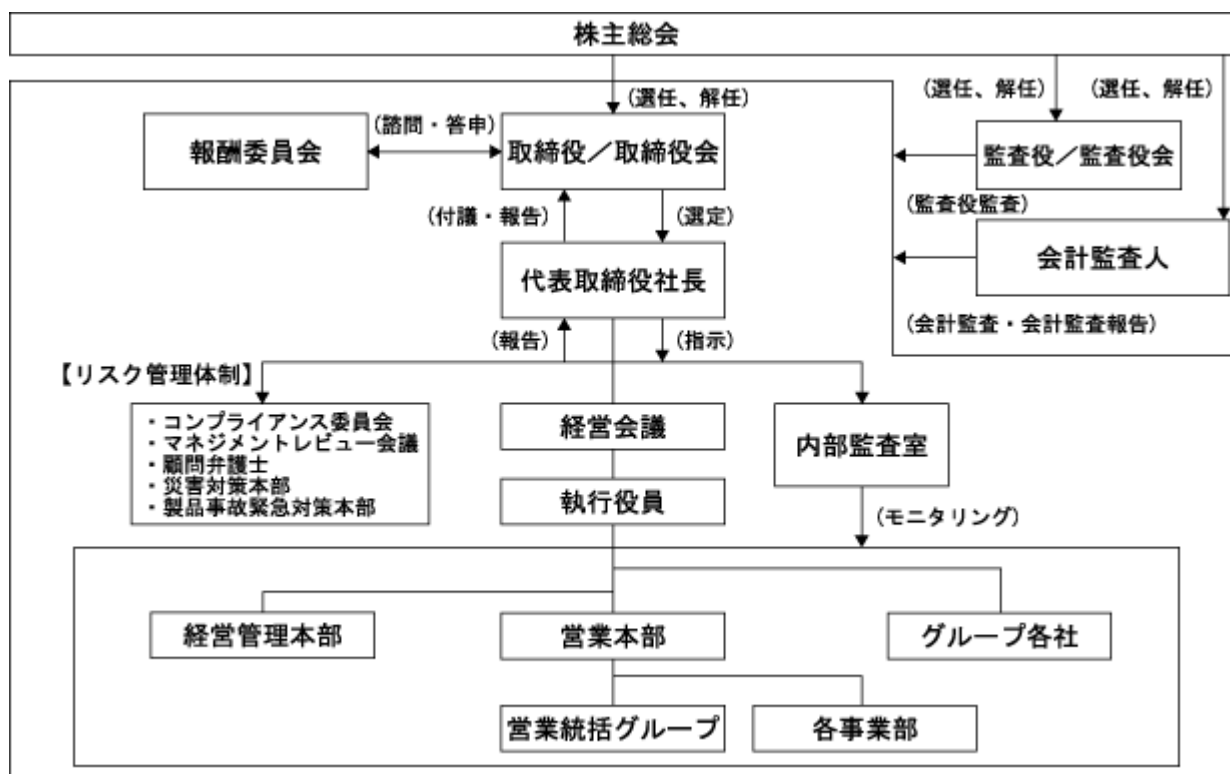 株主総会
(選任、解任)
(選任、解任)
(選任、解任)
報酬委員会
(諮問・答申)
取締役／取締役会
監査役／監査役会
(付議・報告)
(選定)
(監査役監査)
代表取締役社長
会計監査人
(報告)
(指示)
(会計監査・会計監査報告)
【リスク管理体制】
・コンプライアンス委員会
・マネジメントレビュー会議
・顧問弁護士
・災害対策本部
・製品事故緊急対策本部
経営会議
内部監査室
執行役員
(モニタリング)
経営管理本部
営業本部
グループ各社
営業統括グループ
各事業部